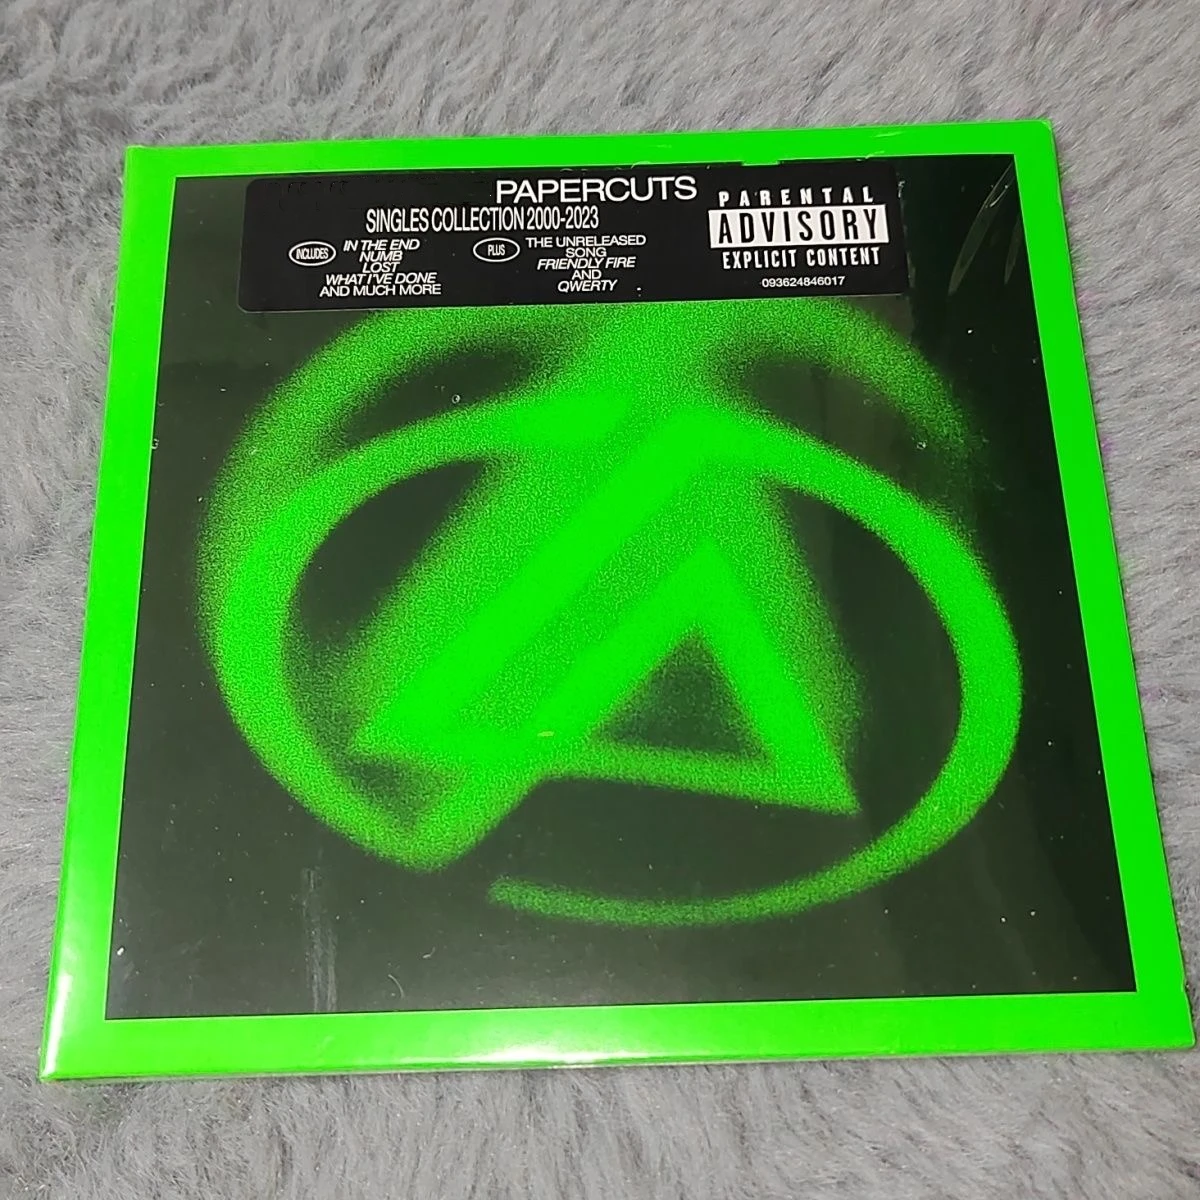 PAPERCUTS
SINGLES COLLECTION 2000-2023
INCLUDES
IN THE END
NUMB
LOST
WHAT I'VE DONE
AND MUCH MORE
PLUS
THE UNRELEASED
SONG
FRIENDLY FIRE
AND
QWERTY
PARENTAL
ADVISORY
EXPLICIT CONTENT
093624846017